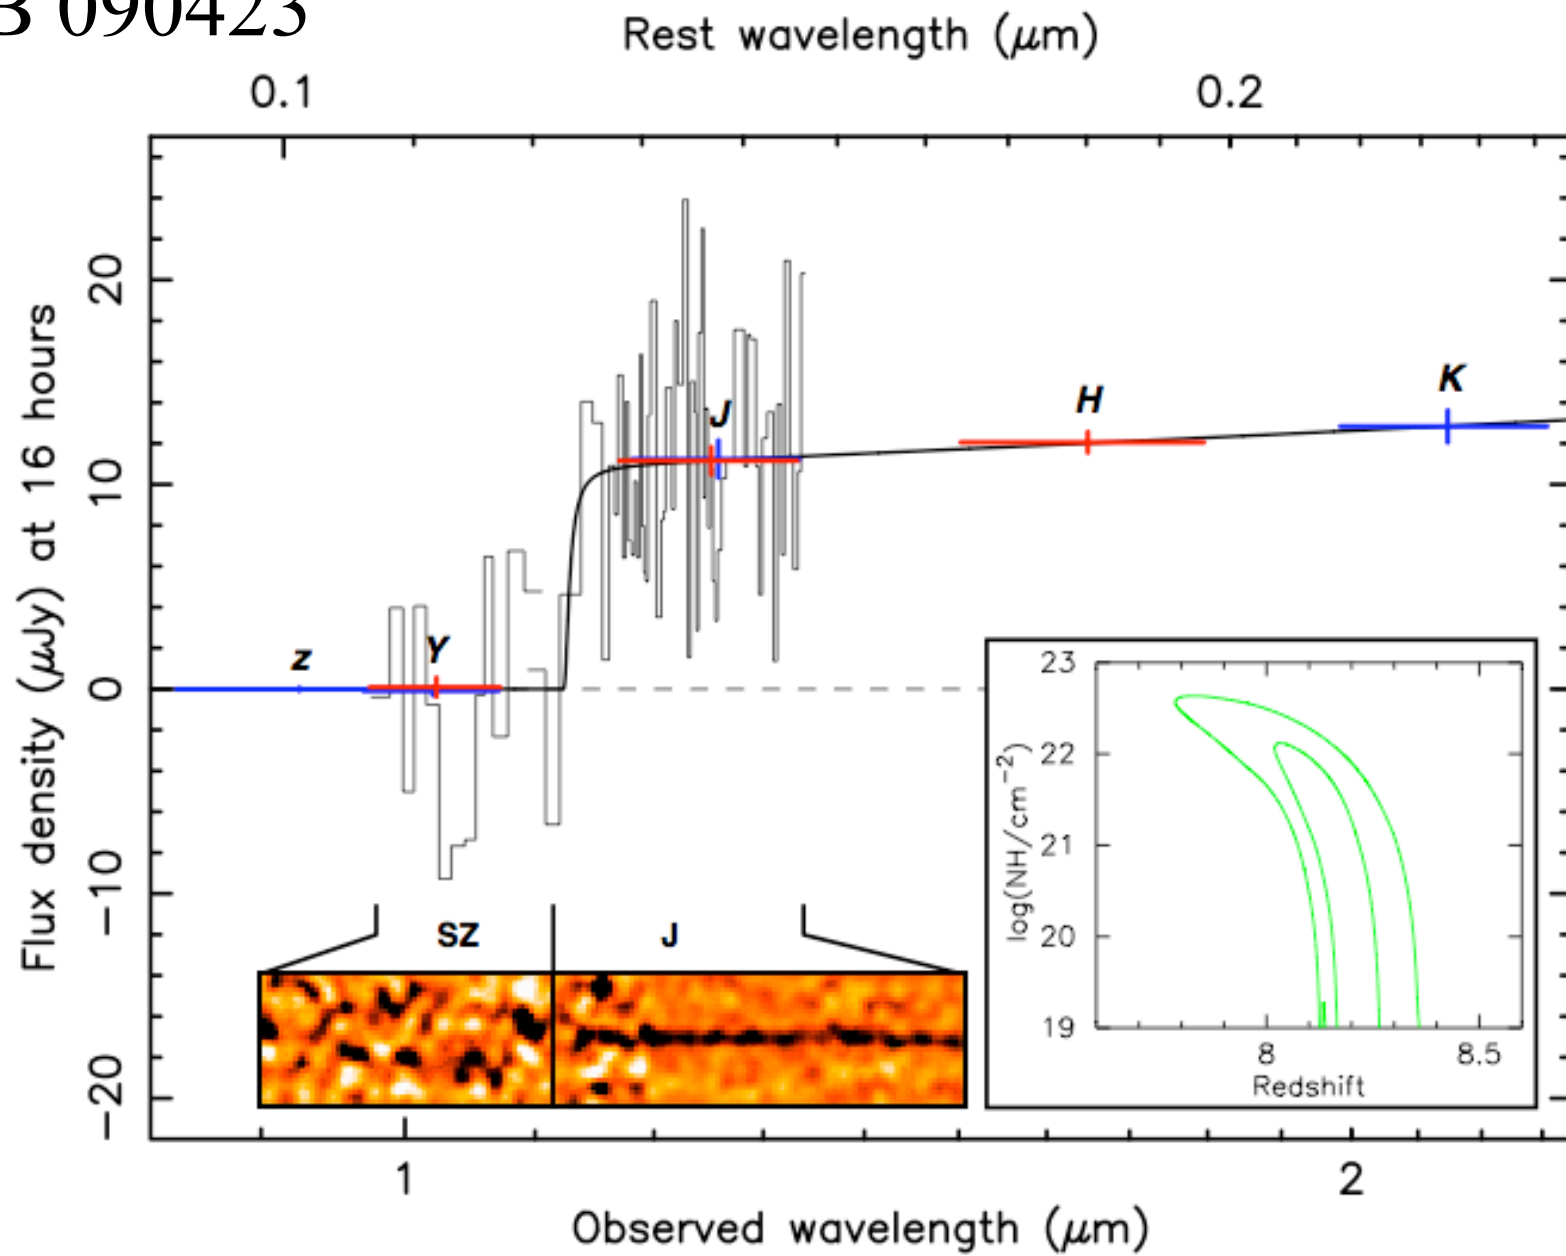 B 090423
Rest wavelength (μm)
0.1 0.2
Flux density (μJy) at 16 hours
20
10
0
−10
−20
z
Y
J
H
K
SZ J
log(NH/cm−2)
23
22
21
20
19
8 8.5
Redshift
1 2
Observed wavelength (μm)